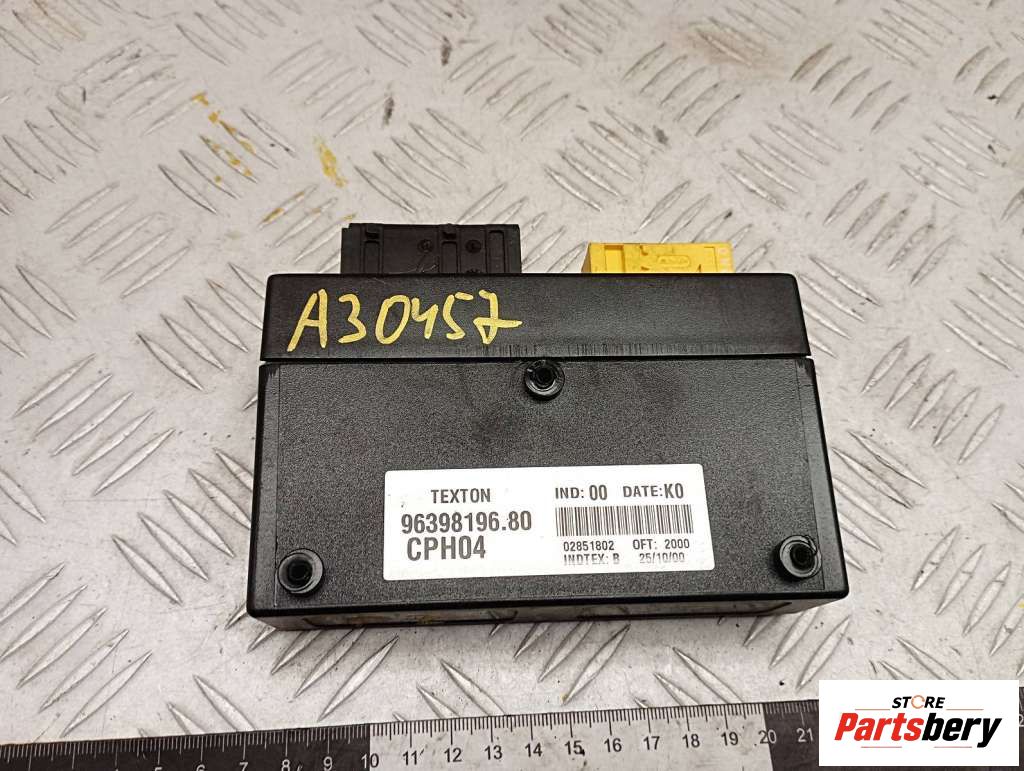 A30457
TEXTON
96398196.80
CPH04
IND: 00 DATE: K0
02851802 OFT: 2000
INDTEX: B 25/10/00
7 8 9 10 11 12 13 14 15 16 17 18 19 20 21
STORE
Partsbery